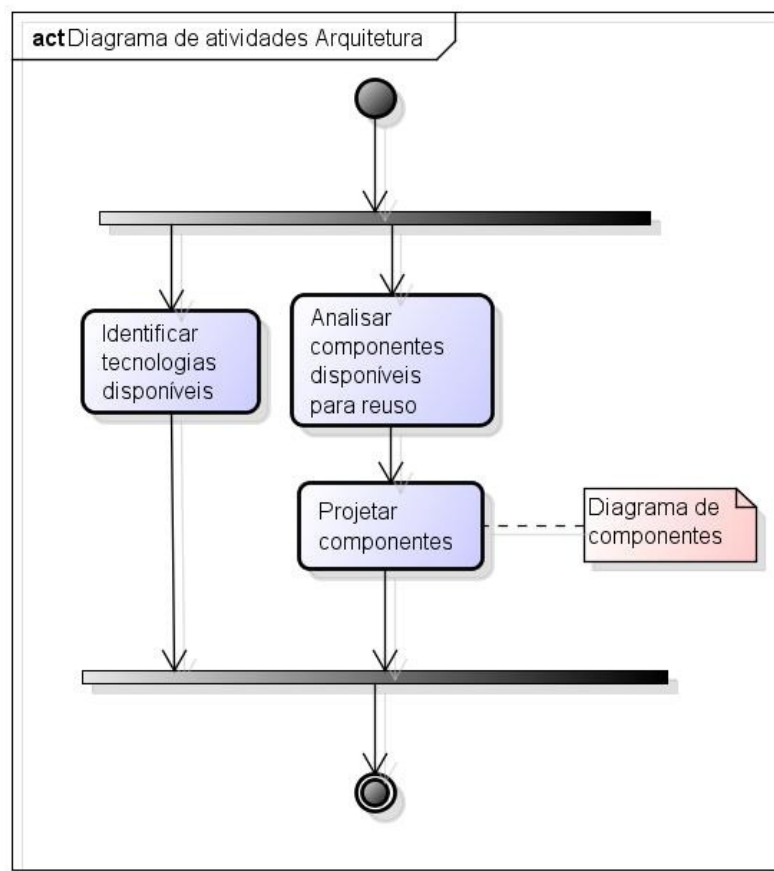 act Diagrama de atividades Arquitetura
Identificar
tecnologias
disponíveis
Analisar
componentes
disponíveis
para reuso
Projetar
componentes
Diagrama de
componentes